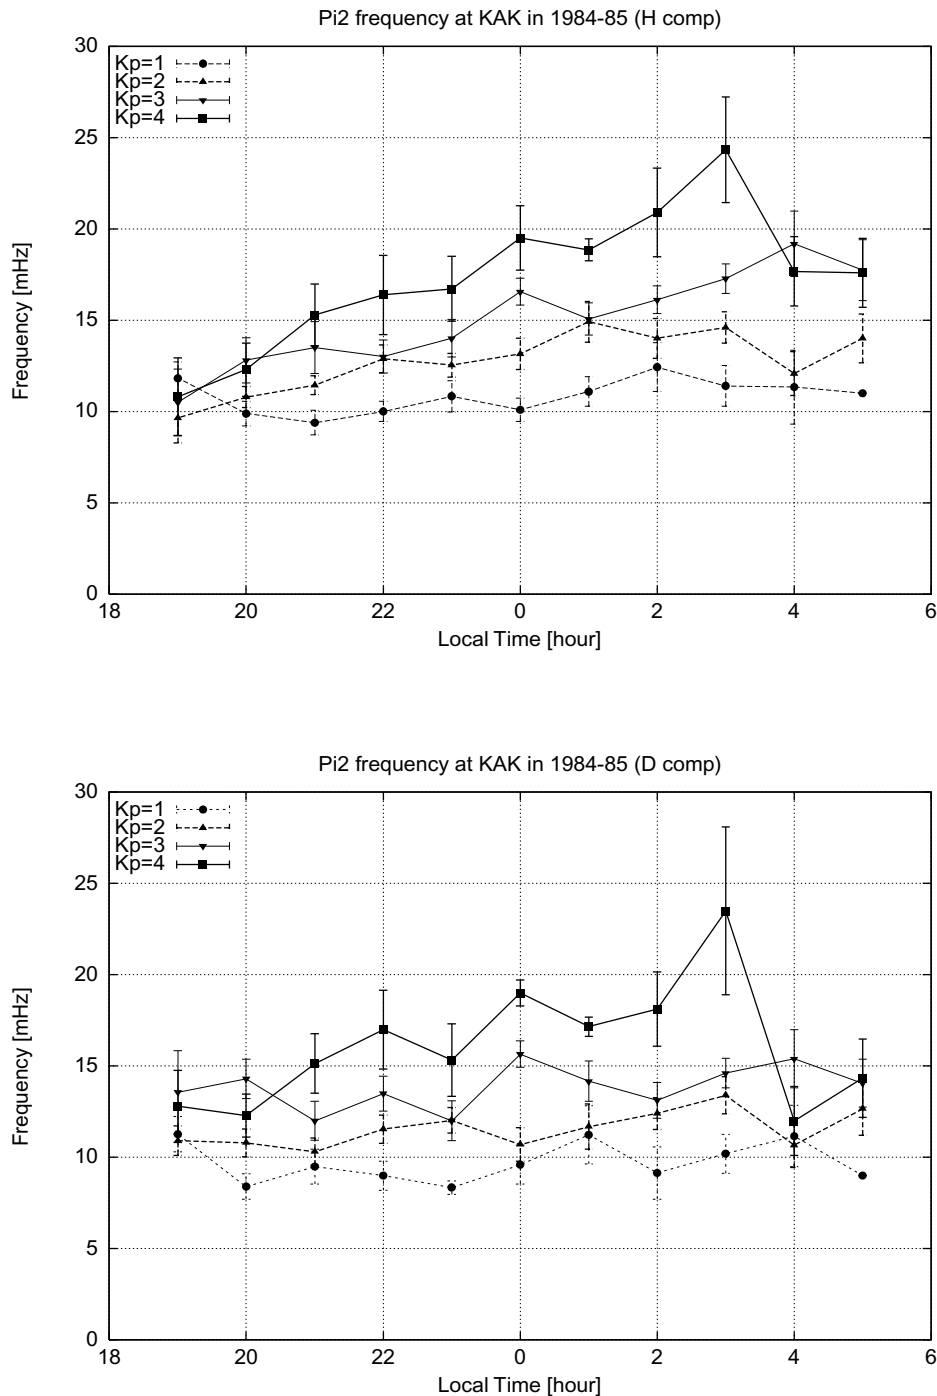 Pi2 frequency at KAK in 1984-85 (H comp)
30
Kp=1
Kp=2
Kp=3
Kp=4
25
20
Frequency [mHz]
15
10
5
0
18 20 22 0 2 4 6
Local Time [hour]
Pi2 frequency at KAK in 1984-85 (D comp)
30
Kp=1
Kp=2
Kp=3
Kp=4
25
20
Frequency [mHz]
15
10
5
0
18 20 22 0 2 4 6
Local Time [hour]